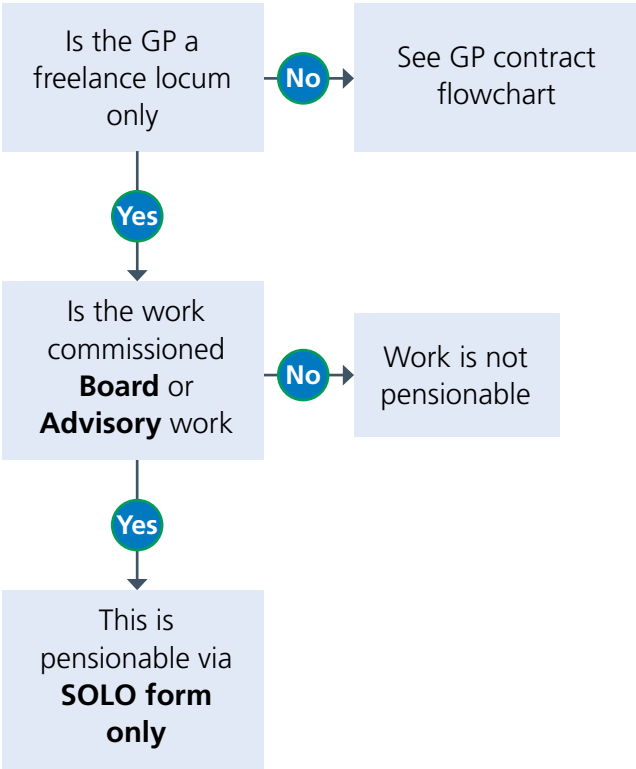 Is the GP a
freelance locum
only
No
See GP contract
flowchart
Yes
Is the work
commissioned
Board or
Advisory work
No
Work is not
pensionable
Yes
This is
pensionable via
SOLO form
only